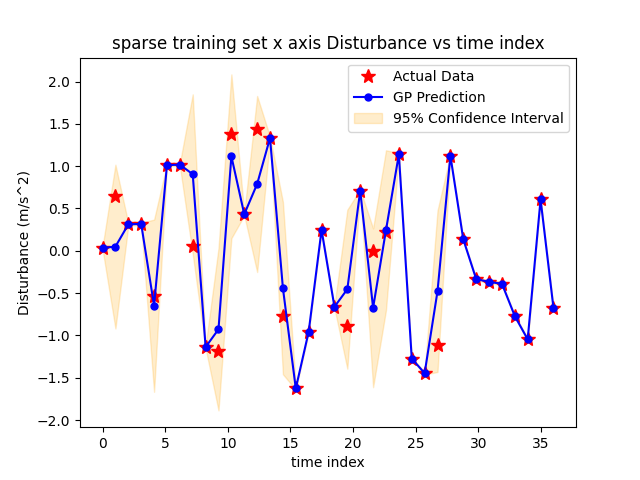 sparse training set x axis Disturbance vs time index
Actual Data
GP Prediction
95% Confidence Interval
Disturbance (m/s^2)
2.0
1.5
1.0
0.5
0.0
−0.5
−1.0
−1.5
−2.0
0 5 10 15 20 25 30 35
time index